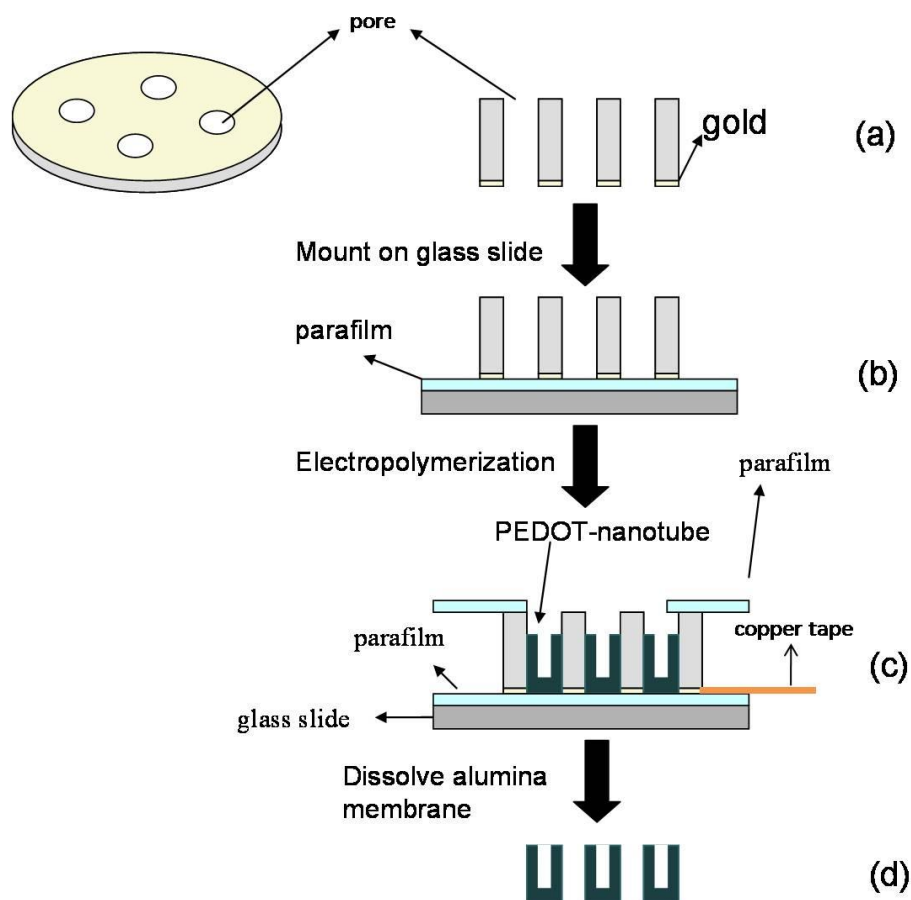 pore
gold
(a)
Mount on glass slide
parafilm
(b)
Electropolymerization
parafilm
PEDOT-nanotube
copper tape
parafilm
(c)
glass slide
Dissolve alumina
membrane
(d)